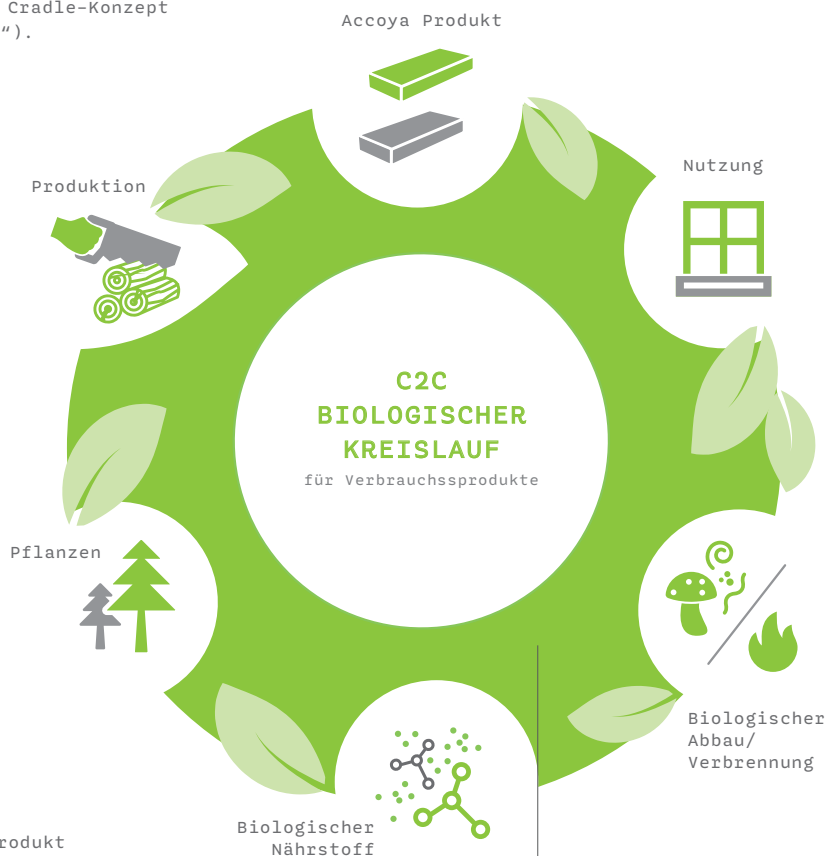 Cradle-Konzept
“).
Accoya Produkt
Nutzung
Produktion
C2C
BIOLOGISCHER
KREISLAUF
für Verbrauchssprodukte
Pflanzen
Biologischer
Abbau/
Verbrennung
Biologischer
Nährstoff
rodukt